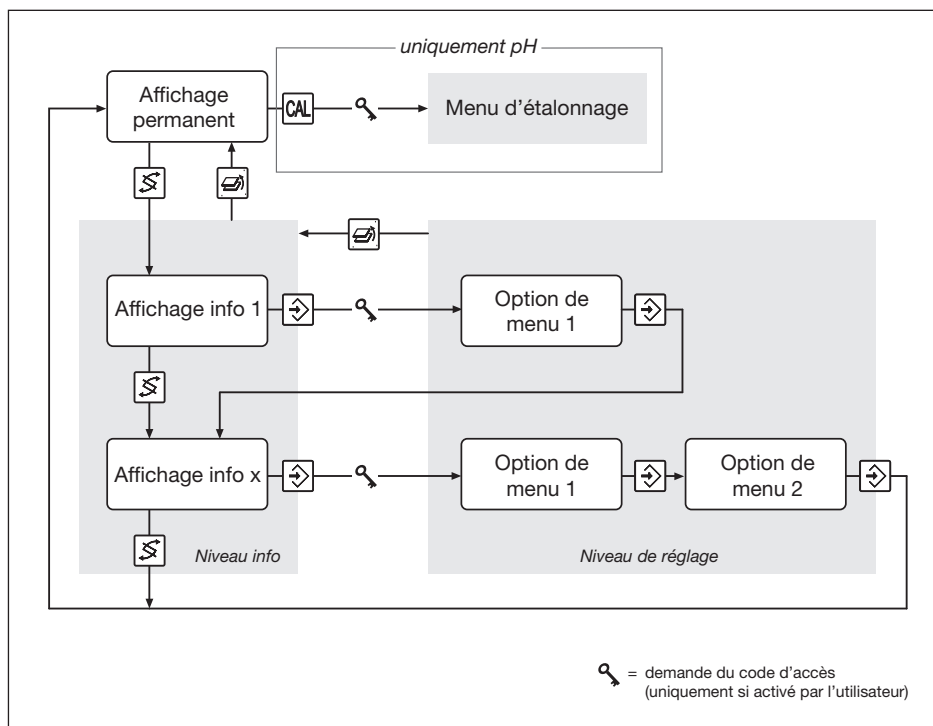 uniquement pH
Affichage
permanent
CAL
Menu d'étalonnage
Affichage info 1
Option de
menu 1
Affichage info x
Option de
menu 1
Option de
menu 2
Niveau info
Niveau de réglage
= demande du code d'accès
(uniquement si activé par l'utilisateur)